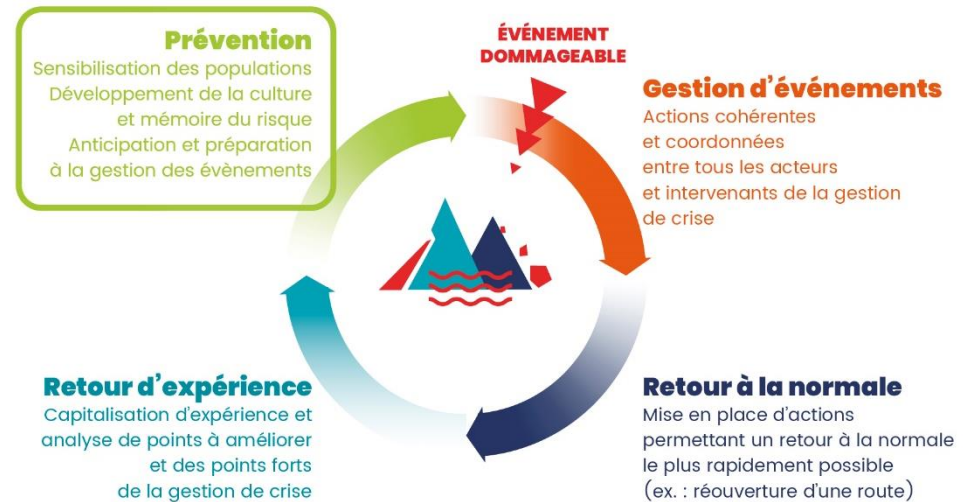 Prévention
Sensibilisation des populations
Développement de la culture
et mémoire du risque
Anticipation et préparation
à la gestion des évènements
ÉVÉNEMENT
DOMMAGEABLE
Gestion d'événements
Actions cohérentes
et coordonnées
entre tous les acteurs
et intervenants de la gestion
de crise
Retour d'expérience
Capitalisation d'expérience et
analyse de points à améliorer
et des points forts
de la gestion de crise
Retour à la normale
Mise en place d'actions
permettant un retour à la normale
le plus rapidement possible
(ex. : réouverture d'une route)